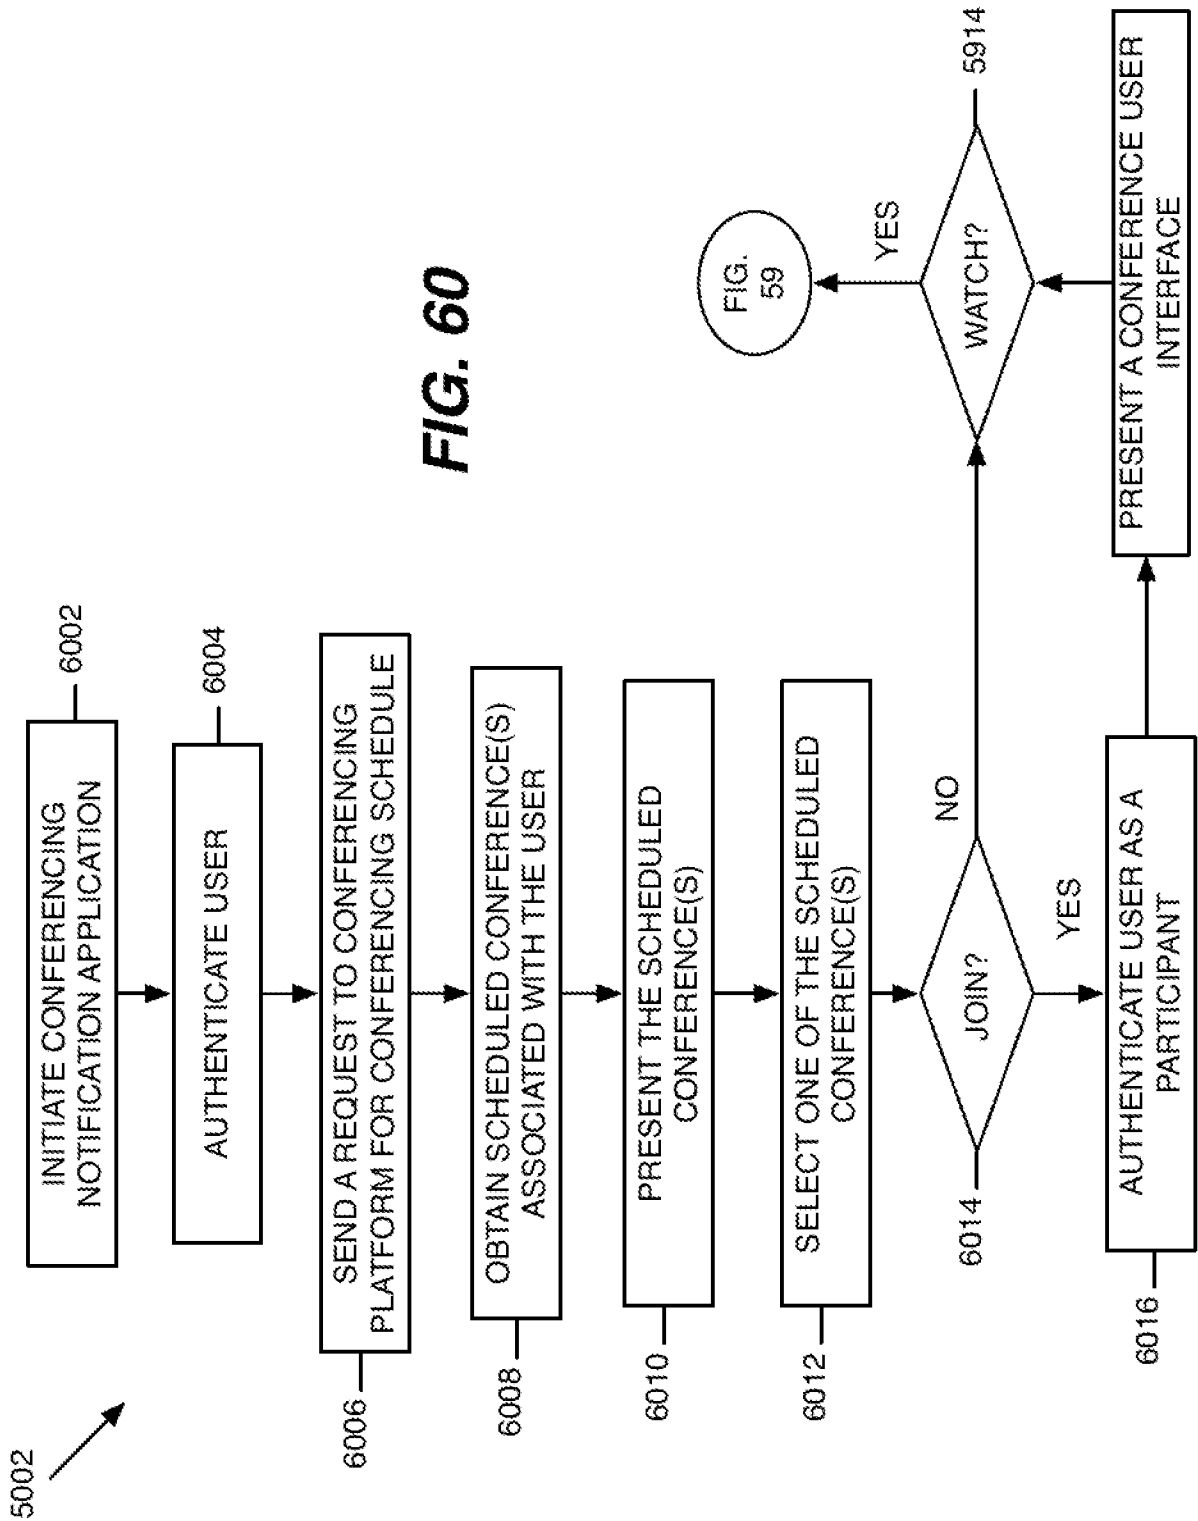 5002
INITIATE CONFERENCING
NOTIFICATION APPLICATION
6002
AUTHENTICATE USER
6004
SEND A REQUEST TO CONFERENCING
PLATFORM FOR CONFERENCING SCHEDULE
6006
OBTAIN SCHEDULED CONFERENCE(S)
ASSOCIATED WITH THE USER
6008
PRESENT THE SCHEDULED
CONFERENCE(S)
6010
SELECT ONE OF THE SCHEDULED
CONFERENCE(S)
6012
JOIN?
6014
NO
YES
AUTHENTICATE USER AS A
PARTICIPANT
6016
FIG. 60
FIG.
59
YES
WATCH?
5914
PRESENT A CONFERENCE USER
INTERFACE